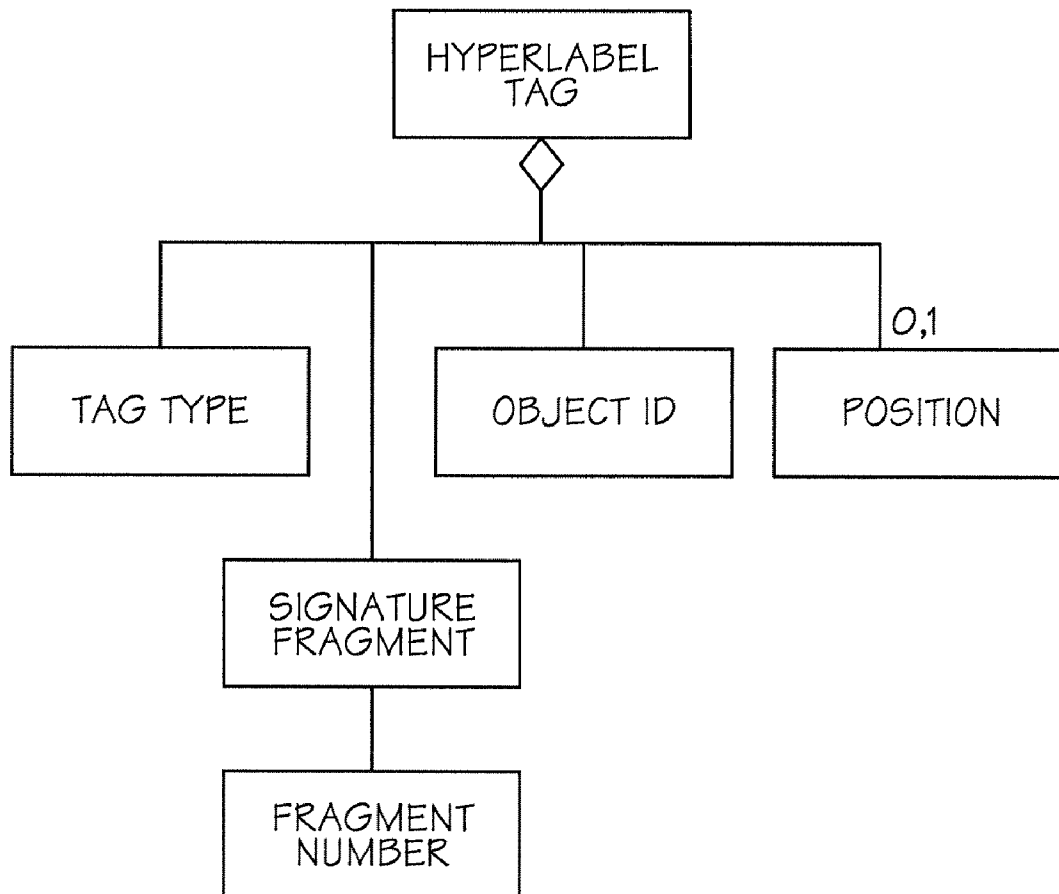 HYPERLABEL
TAG
0,1
TAG TYPE
OBJECT ID
POSITION
SIGNATURE
FRAGMENT
FRAGMENT
NUMBER